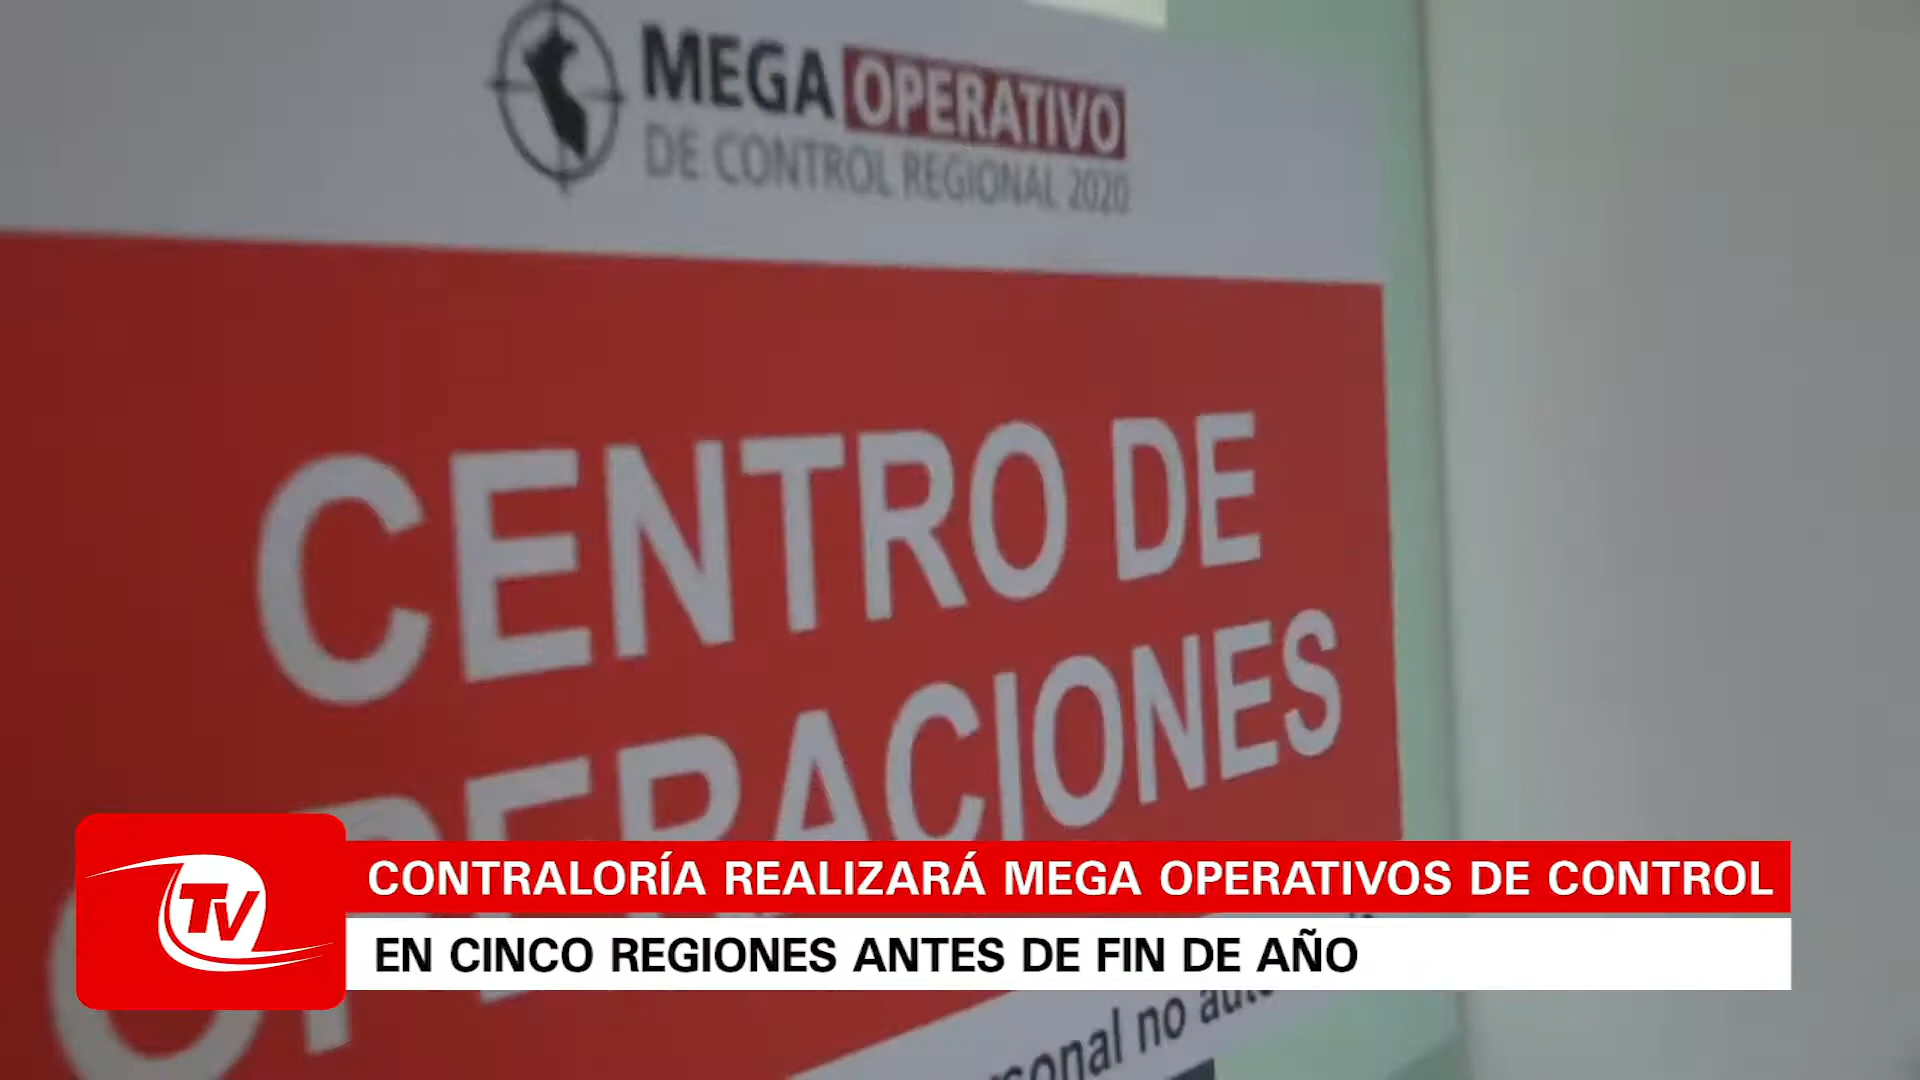 MEGA OPERATIVO
DE CONTROL REGIONAL 2020
CENTRO DE
OPERACIONES
TV
CONTRALORÍA REALIZARÁ MEGA OPERATIVOS DE CONTROL
EN CINCO REGIONES ANTES DE FIN DE AÑO
no